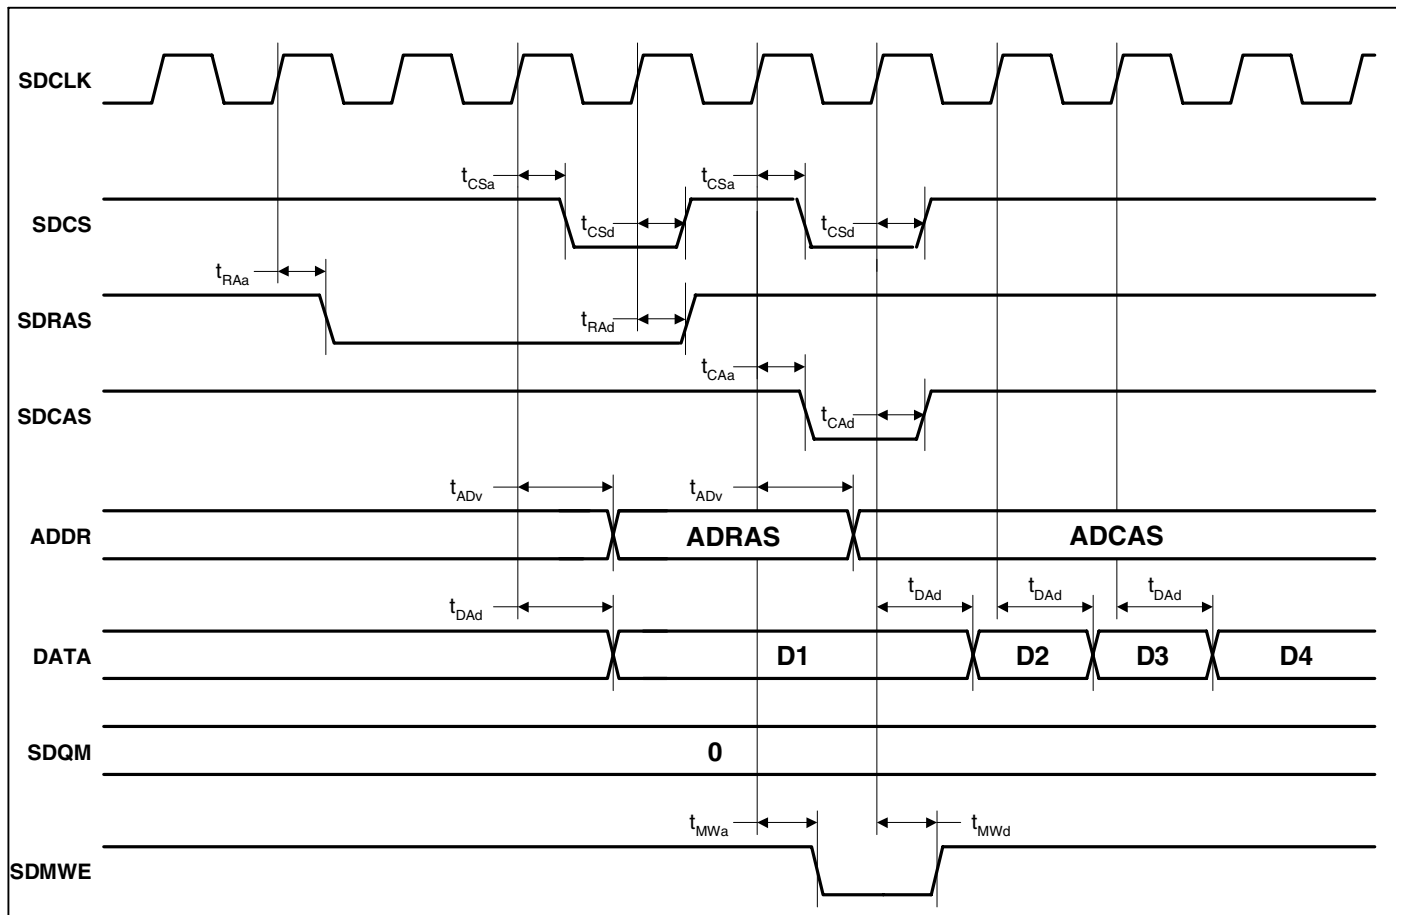 SDCLK
tCSa
tCSa
SDCS
tCSd
tCSd
tRAa
SDRAS
tRAd
tCAa
SDCAS
tCAd
tADv
tADv
ADDR
ADRAS
ADCAS
tDAd
tDAd
tDAd
tDAd
DATA
D1
D2
D3
D4
SDQM
0
tMWa
tMWd
SDMWE